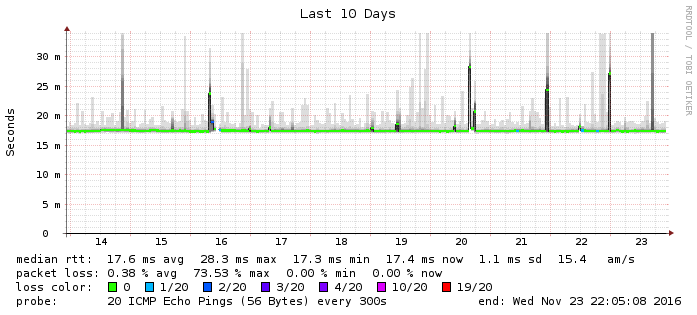 Last 10 Days
RRDTOOL / TOBI OETIKER
Seconds
30 m
25 m
20 m
15 m
10 m
5 m
0
14 15 16 17 18 19 20 21 22 23
median rtt: 17.6 ms avg 28.3 ms max 17.3 ms min 17.4 ms now 1.1 ms sd 15.4 am/s
packet loss: 0.38 % avg 73.53 % max 0.00 % min 0.00 % now
loss color: 0 1/20 2/20 3/20 4/20 10/20 19/20
probe: 20 ICMP Echo Pings (56 Bytes) every 300s end: Wed Nov 23 22:05:08 2016